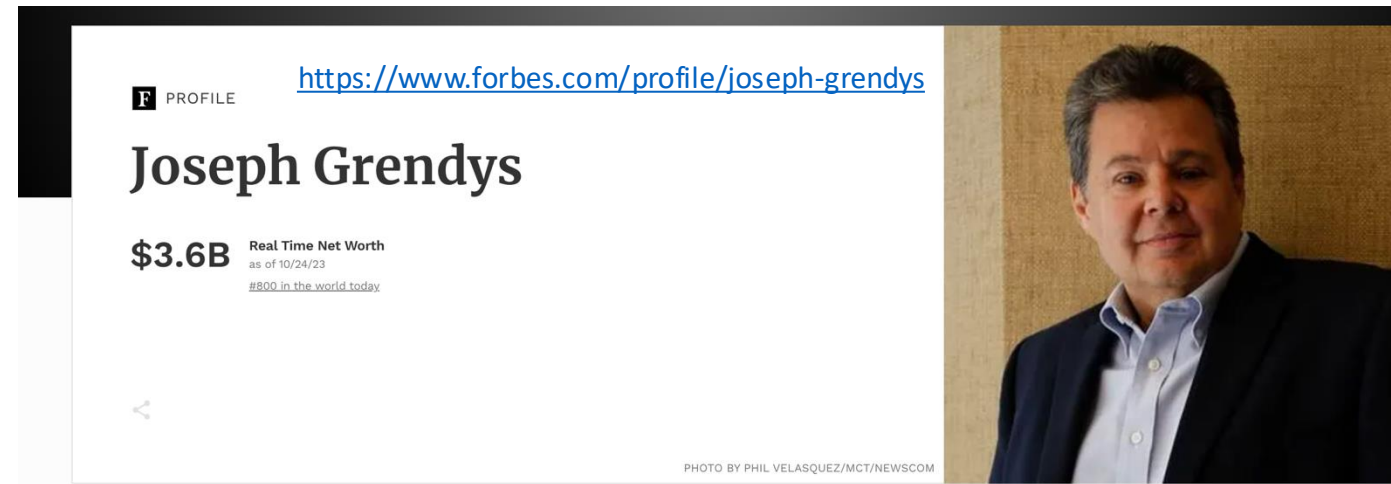 https://www.forbes.com/profile/joseph-grendys
F PROFILE
Joseph Grendys
$3.6B Real Time Net Worth
as of 10/24/23
#800 in the world today
PHOTO BY PHIL VELASQUEZ/MCT/NEWSCOM